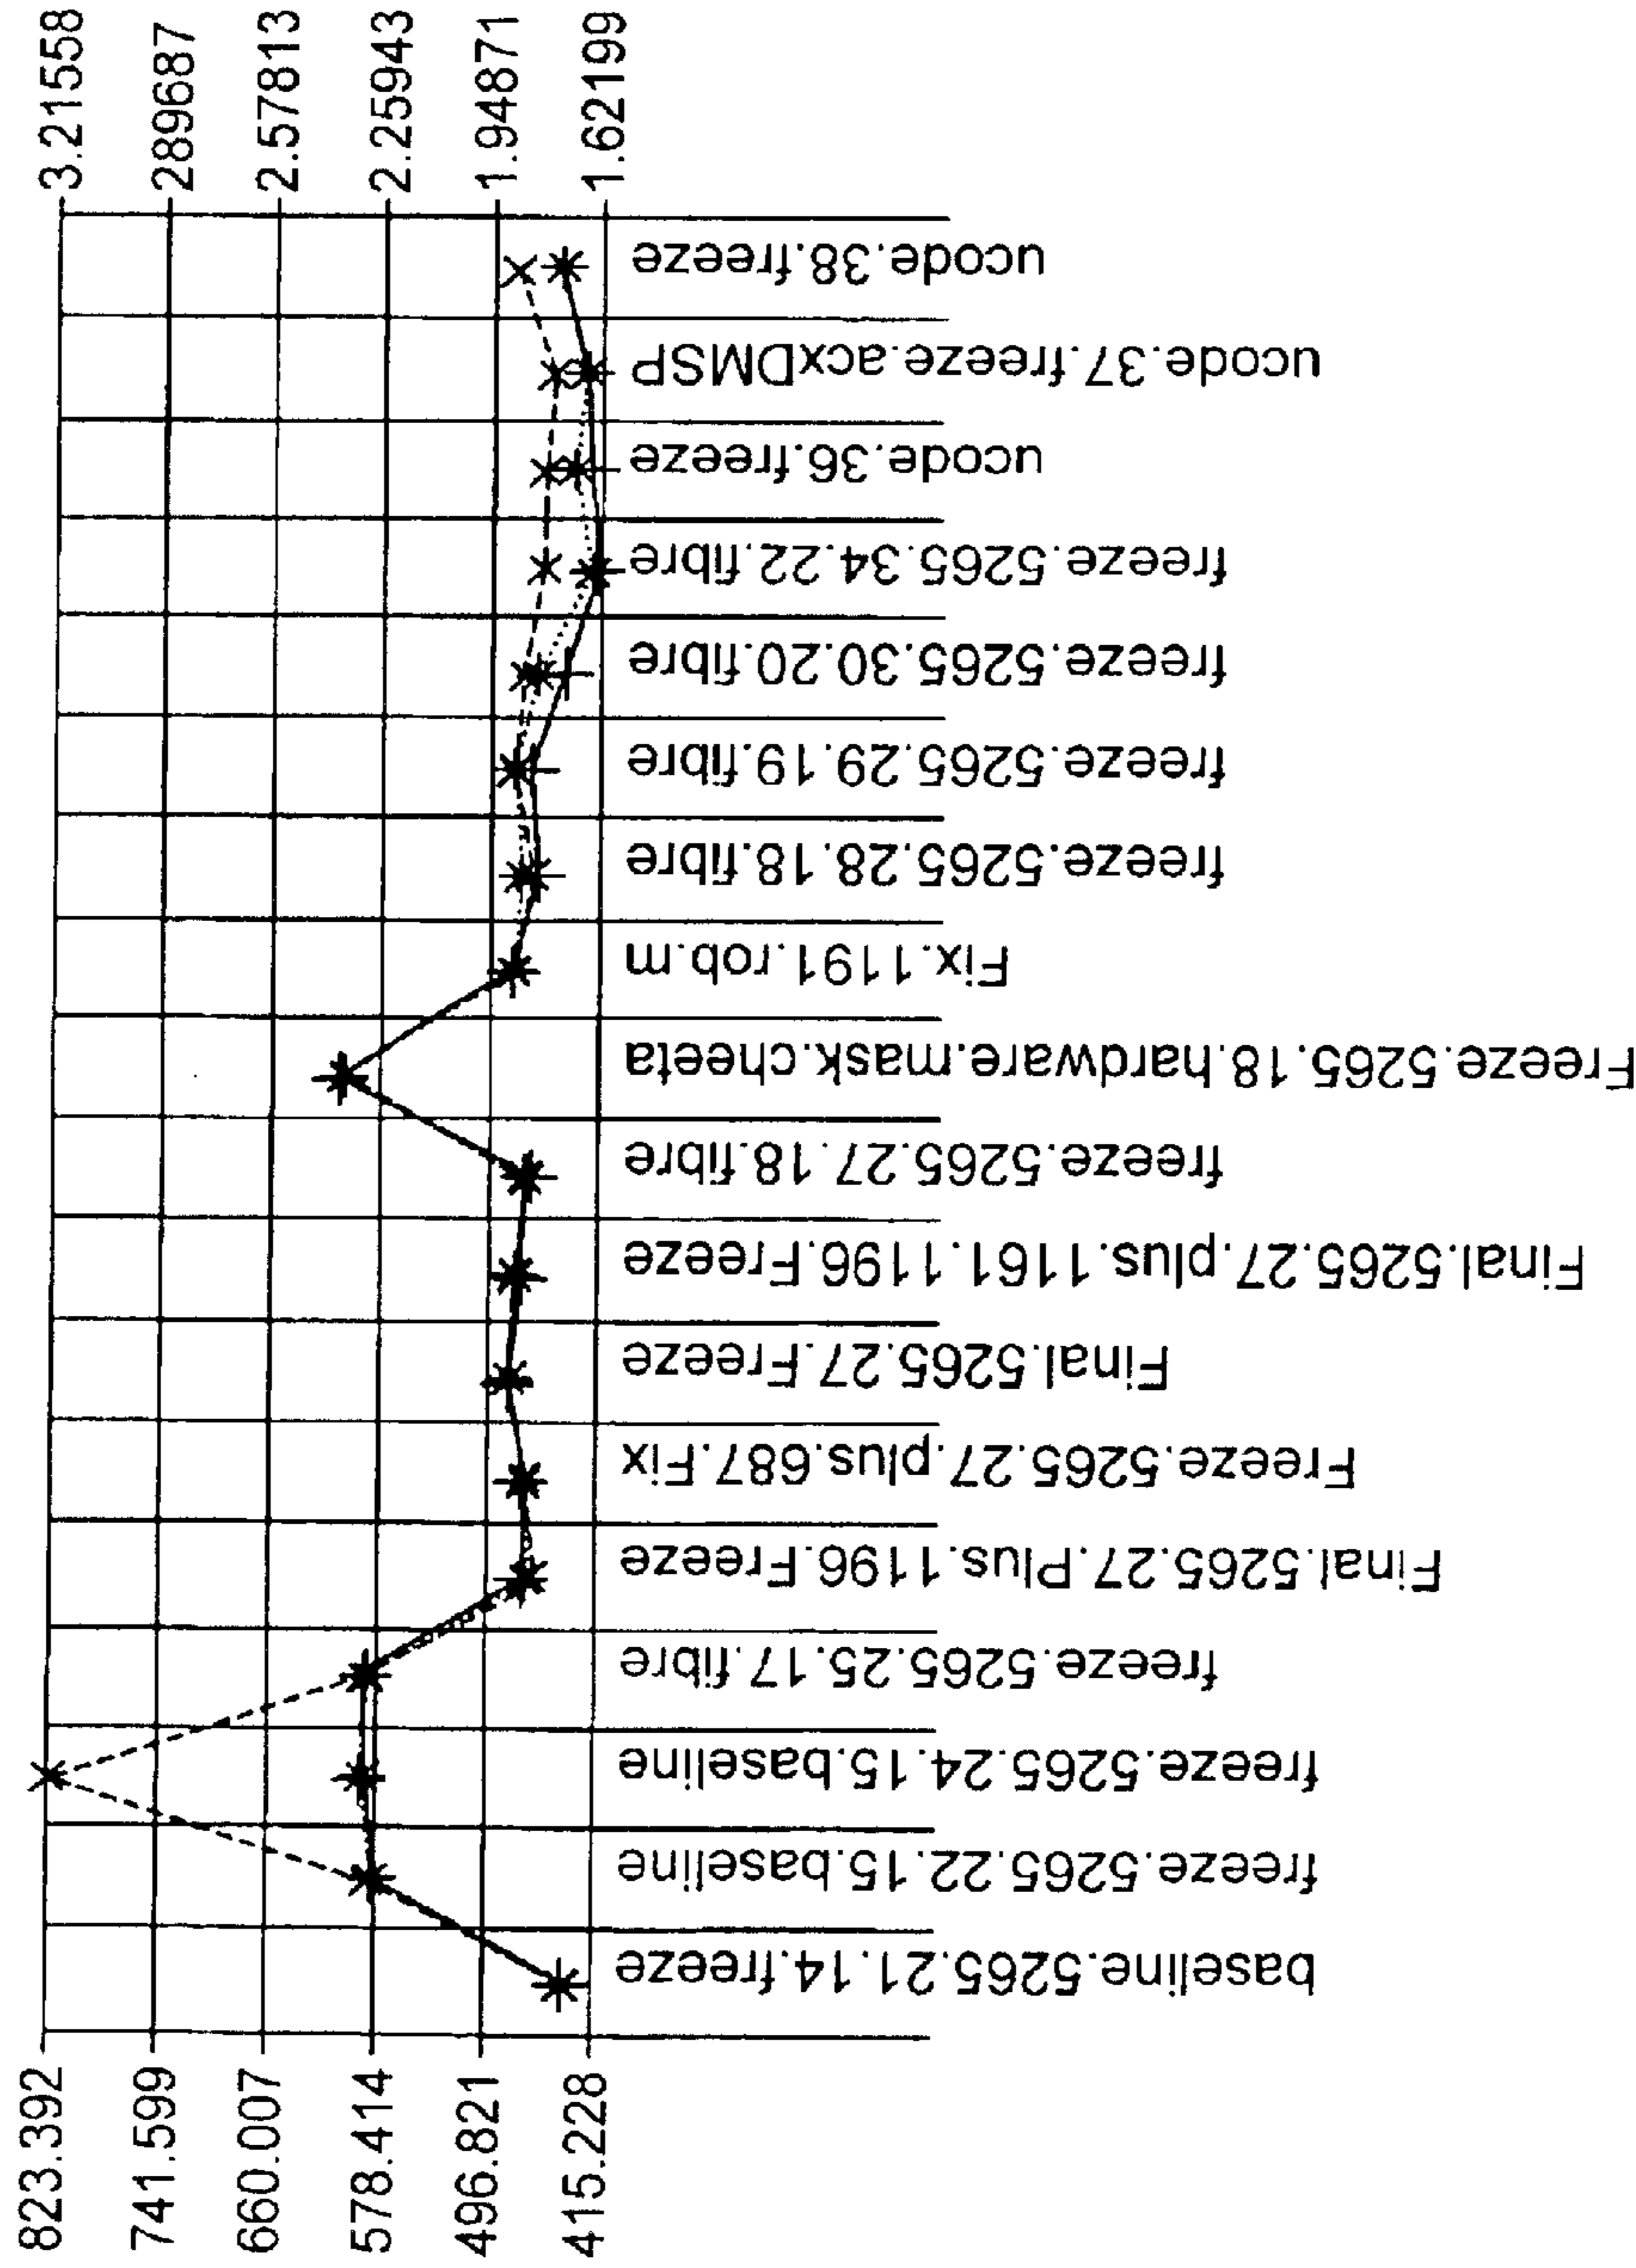 823.392
741.599
660.007
578.414
496.821
415.228
3.21558
289687
2.57813
2.25943
1.94871
1.62199
baseline.5265.21.14.freeze
freeze.5265.22.15.baseline
freeze.5265.24.15.baseline
freeze.5265.25.17.fibre
Final.5265.27.Plus.1196.Freeze
Freeze.5265.27.plus.687.Fix
Final.5265.27.Freeze
Final.5265.27.plus.1161.1196.Freeze
freeze.5265.27.18.fibre
Freeze.5265.18.hardware.mask.cheeta
Fix.1191.rob.m
freeze.5265.28.18.fibre
freeze.5265.29.19.fibre
freeze.5265.30.20.fibre
freeze.5265.34.22.fibre
ucode.36.freeze
ucode.37.freeze.acxDMSP
ucode.38.freeze